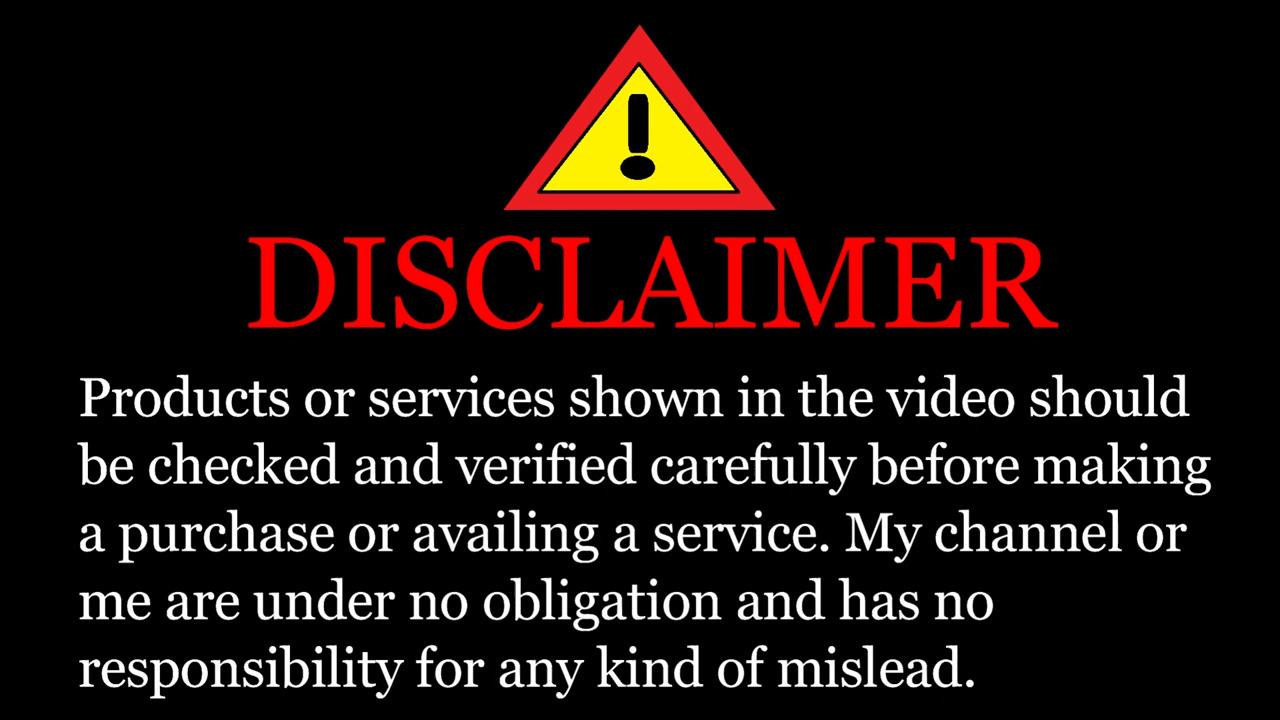 DISCLAIMER
Products or services shown in the video should
be checked and verified carefully before making
a purchase or availing a service. My channel or
me are under no obligation and has no
responsibility for any kind of mislead.